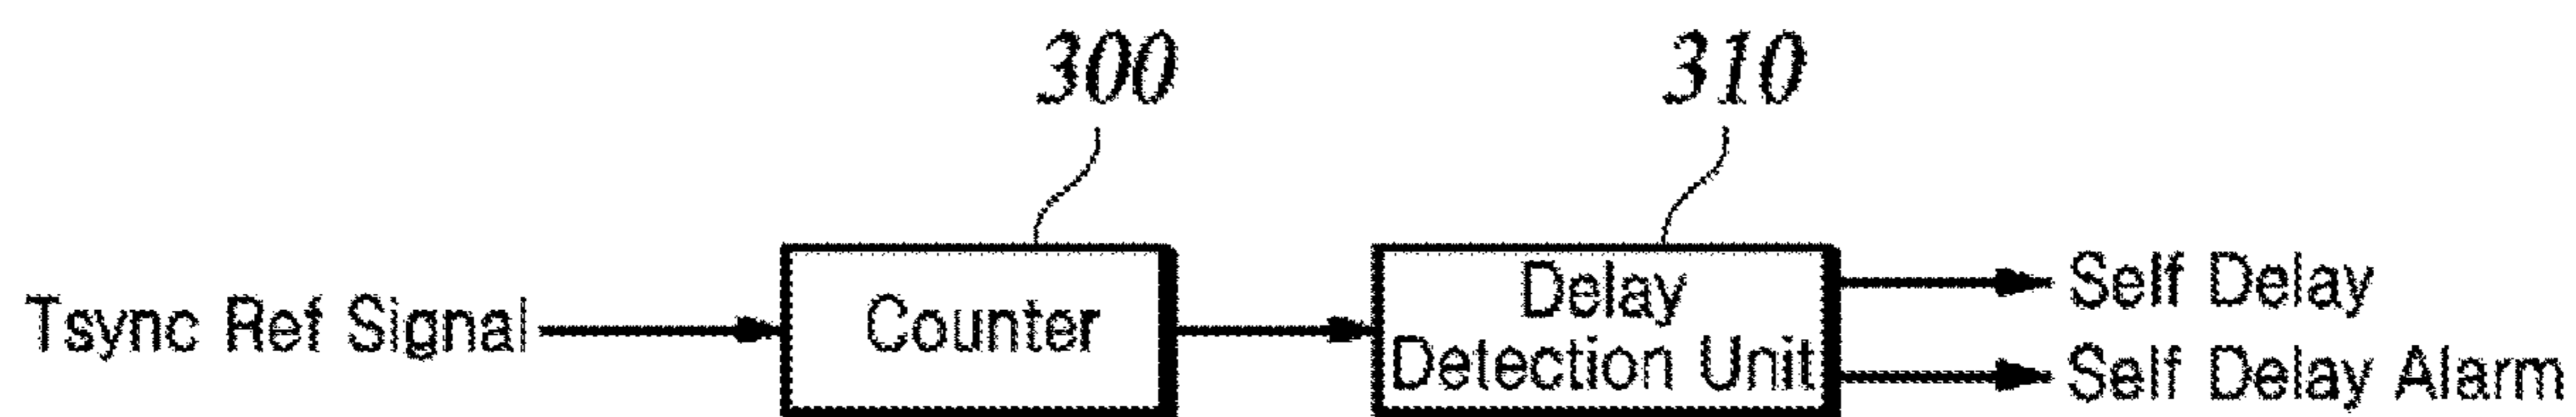 300
310
Tsync Ref Signal
Counter
Delay
Detection Unit
Self Delay
Self Delay Alarm